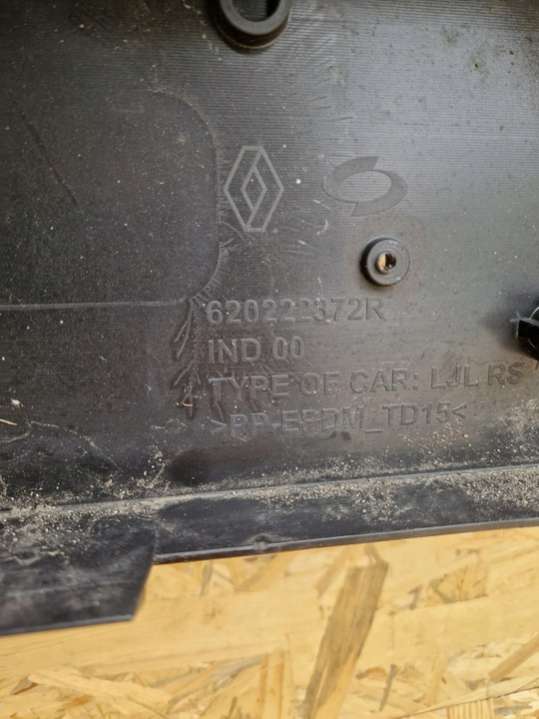 620222372R
IND 00
TYPE OF CAR: LJL RS
>PP-EPDM_TD15<